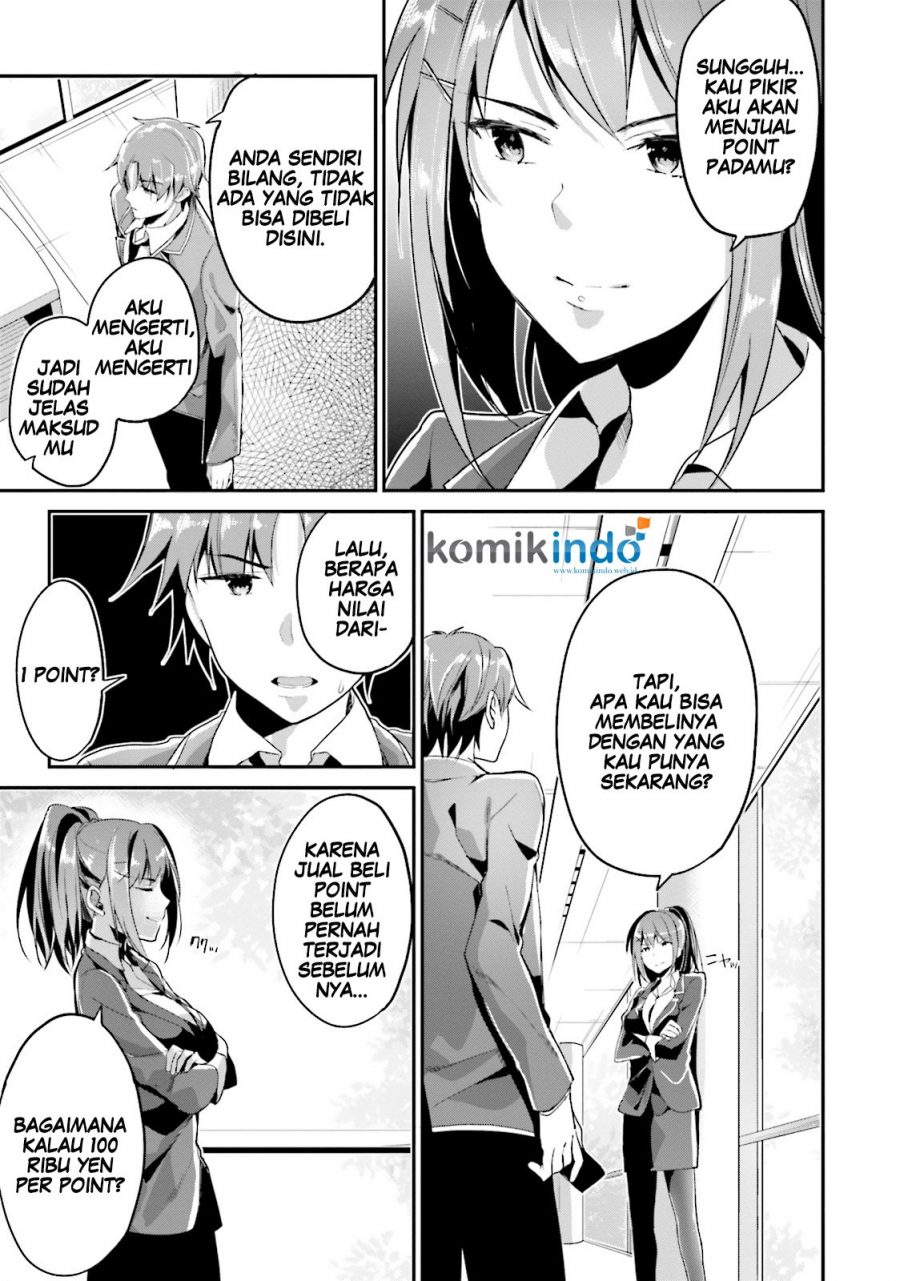 SUNGGUH...
KAU PIKIR
AKU AKAN
MENJUAL
POINT
PADAMU?
ANDA SENDIRI
BILANG, TIDAK
ADA YANG TIDAK
BISA DIBELI
DISINI.
AKU
MENGERTI,
AKU
MENGERTI
JADI
SUDAH
JELAS
MAKSUD
MU
komikindo
www.komikindo.web.id
TAPI,
APA KAU BISA
MEMBELINYA
DENGAN YANG
KAU PUNYA
SEKARANG?
ニヤッ
LALU,
BERAPA
HARGA
NILAI
DARI-
1 POINT?
KARENA
JUAL BELI
POINT
BELUM
PERNAH
TERJADI
SEBELUM
NYA...
BAGAIMANA
KALAU 100
RIBU YEN
PER POINT?